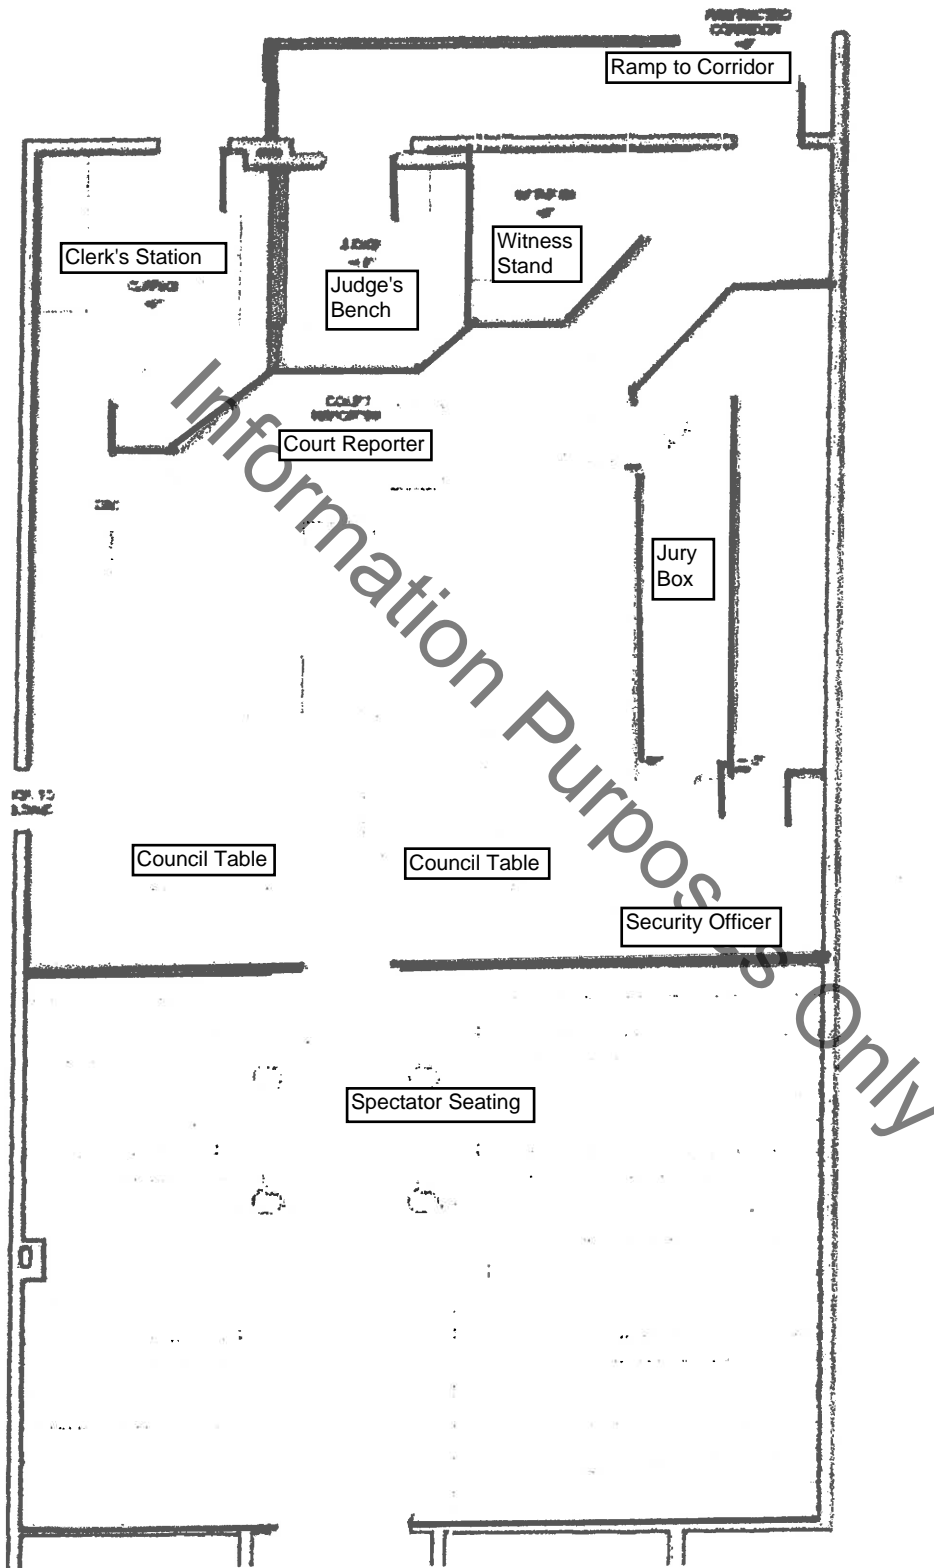 Ramp to Corridor
Clerk's Station
Witness
Stand
Judge's
Bench
COURT
Court Reporter
Jury
Box
Council Table
Council Table
Security Officer
Spectator Seating
Information Purposes Only